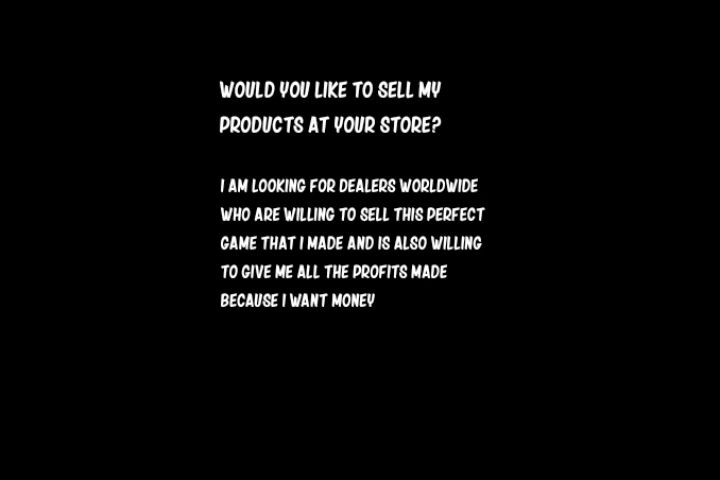 WOULD YOU LIKE TO SELL MY
PRODUCTS AT YOUR STORE?
I AM LOOKING FOR DEALERS WORLDWIDE
WHO ARE WILLING TO SELL THIS PERFECT
GAME THAT I MADE AND IS ALSO WILLING
TO GIVE ME ALL THE PROFITS MADE
BECAUSE I WANT MONEY